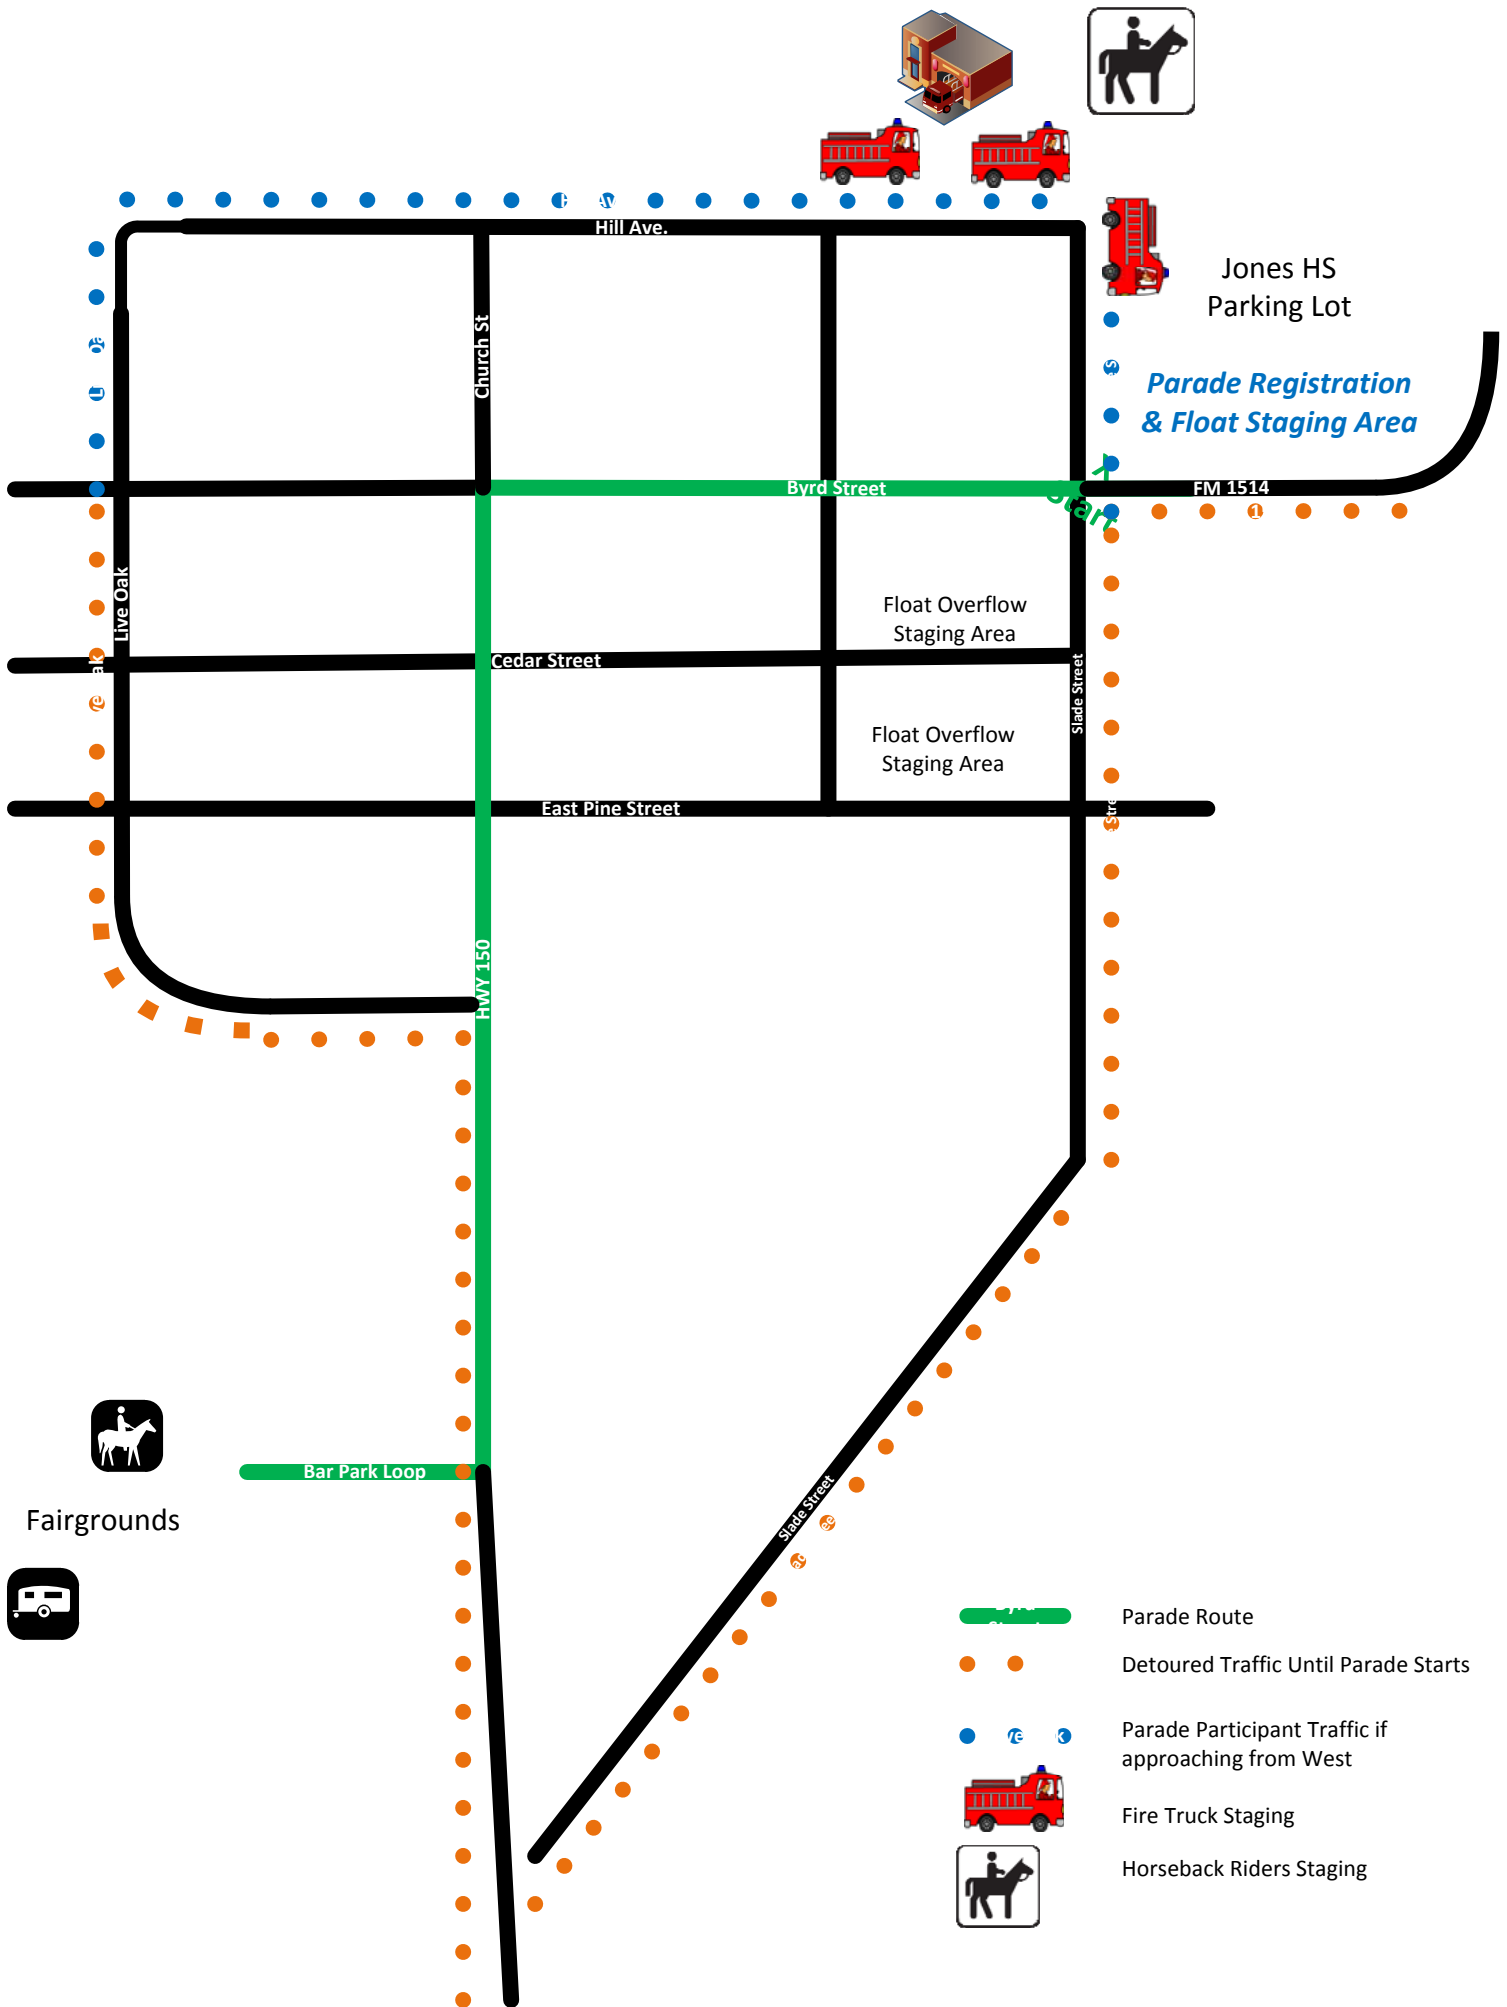 Hill Ave.
Jones HS
Parking Lot
Church St
Parade Registration
& Float Staging Area
Byrd Street
FM 1514
Start
Live Oak
Float Overflow
Staging Area
Cedar Street
Slade Street
Float Overflow
Staging Area
East Pine Street
HWY 150
Bar Park Loop
Fairgrounds
Slade Street
Parade Route
Detoured Traffic Until Parade Starts
Parade Participant Traffic if
approaching from West
Fire Truck Staging
Horseback Riders Staging